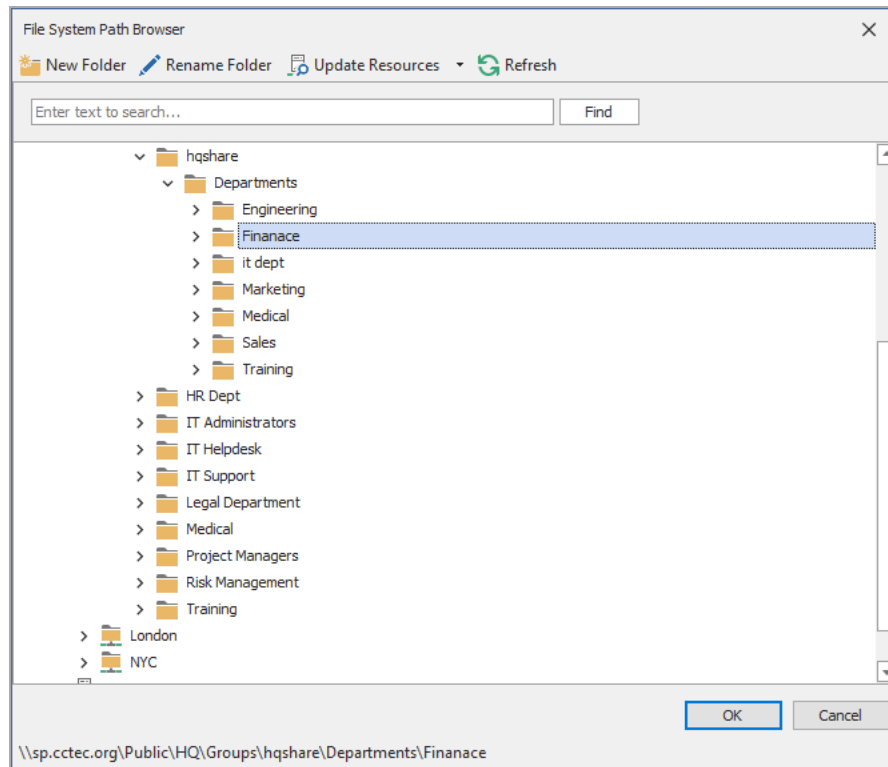 File System Path Browser
New Folder Rename Folder Update Resources Refresh
Enter text to search... Find
hqshare
Departments
Engineering
Finanace
it dept
Marketing
Medical
Sales
Training
HR Dept
IT Administrators
IT Helpdesk
IT Support
Legal Department
Medical
Project Managers
Risk Management
Training
London
NYC
OK Cancel
\\sp.cctec.org\Public\HQ\Groups\hqshare\Departments\Finanace